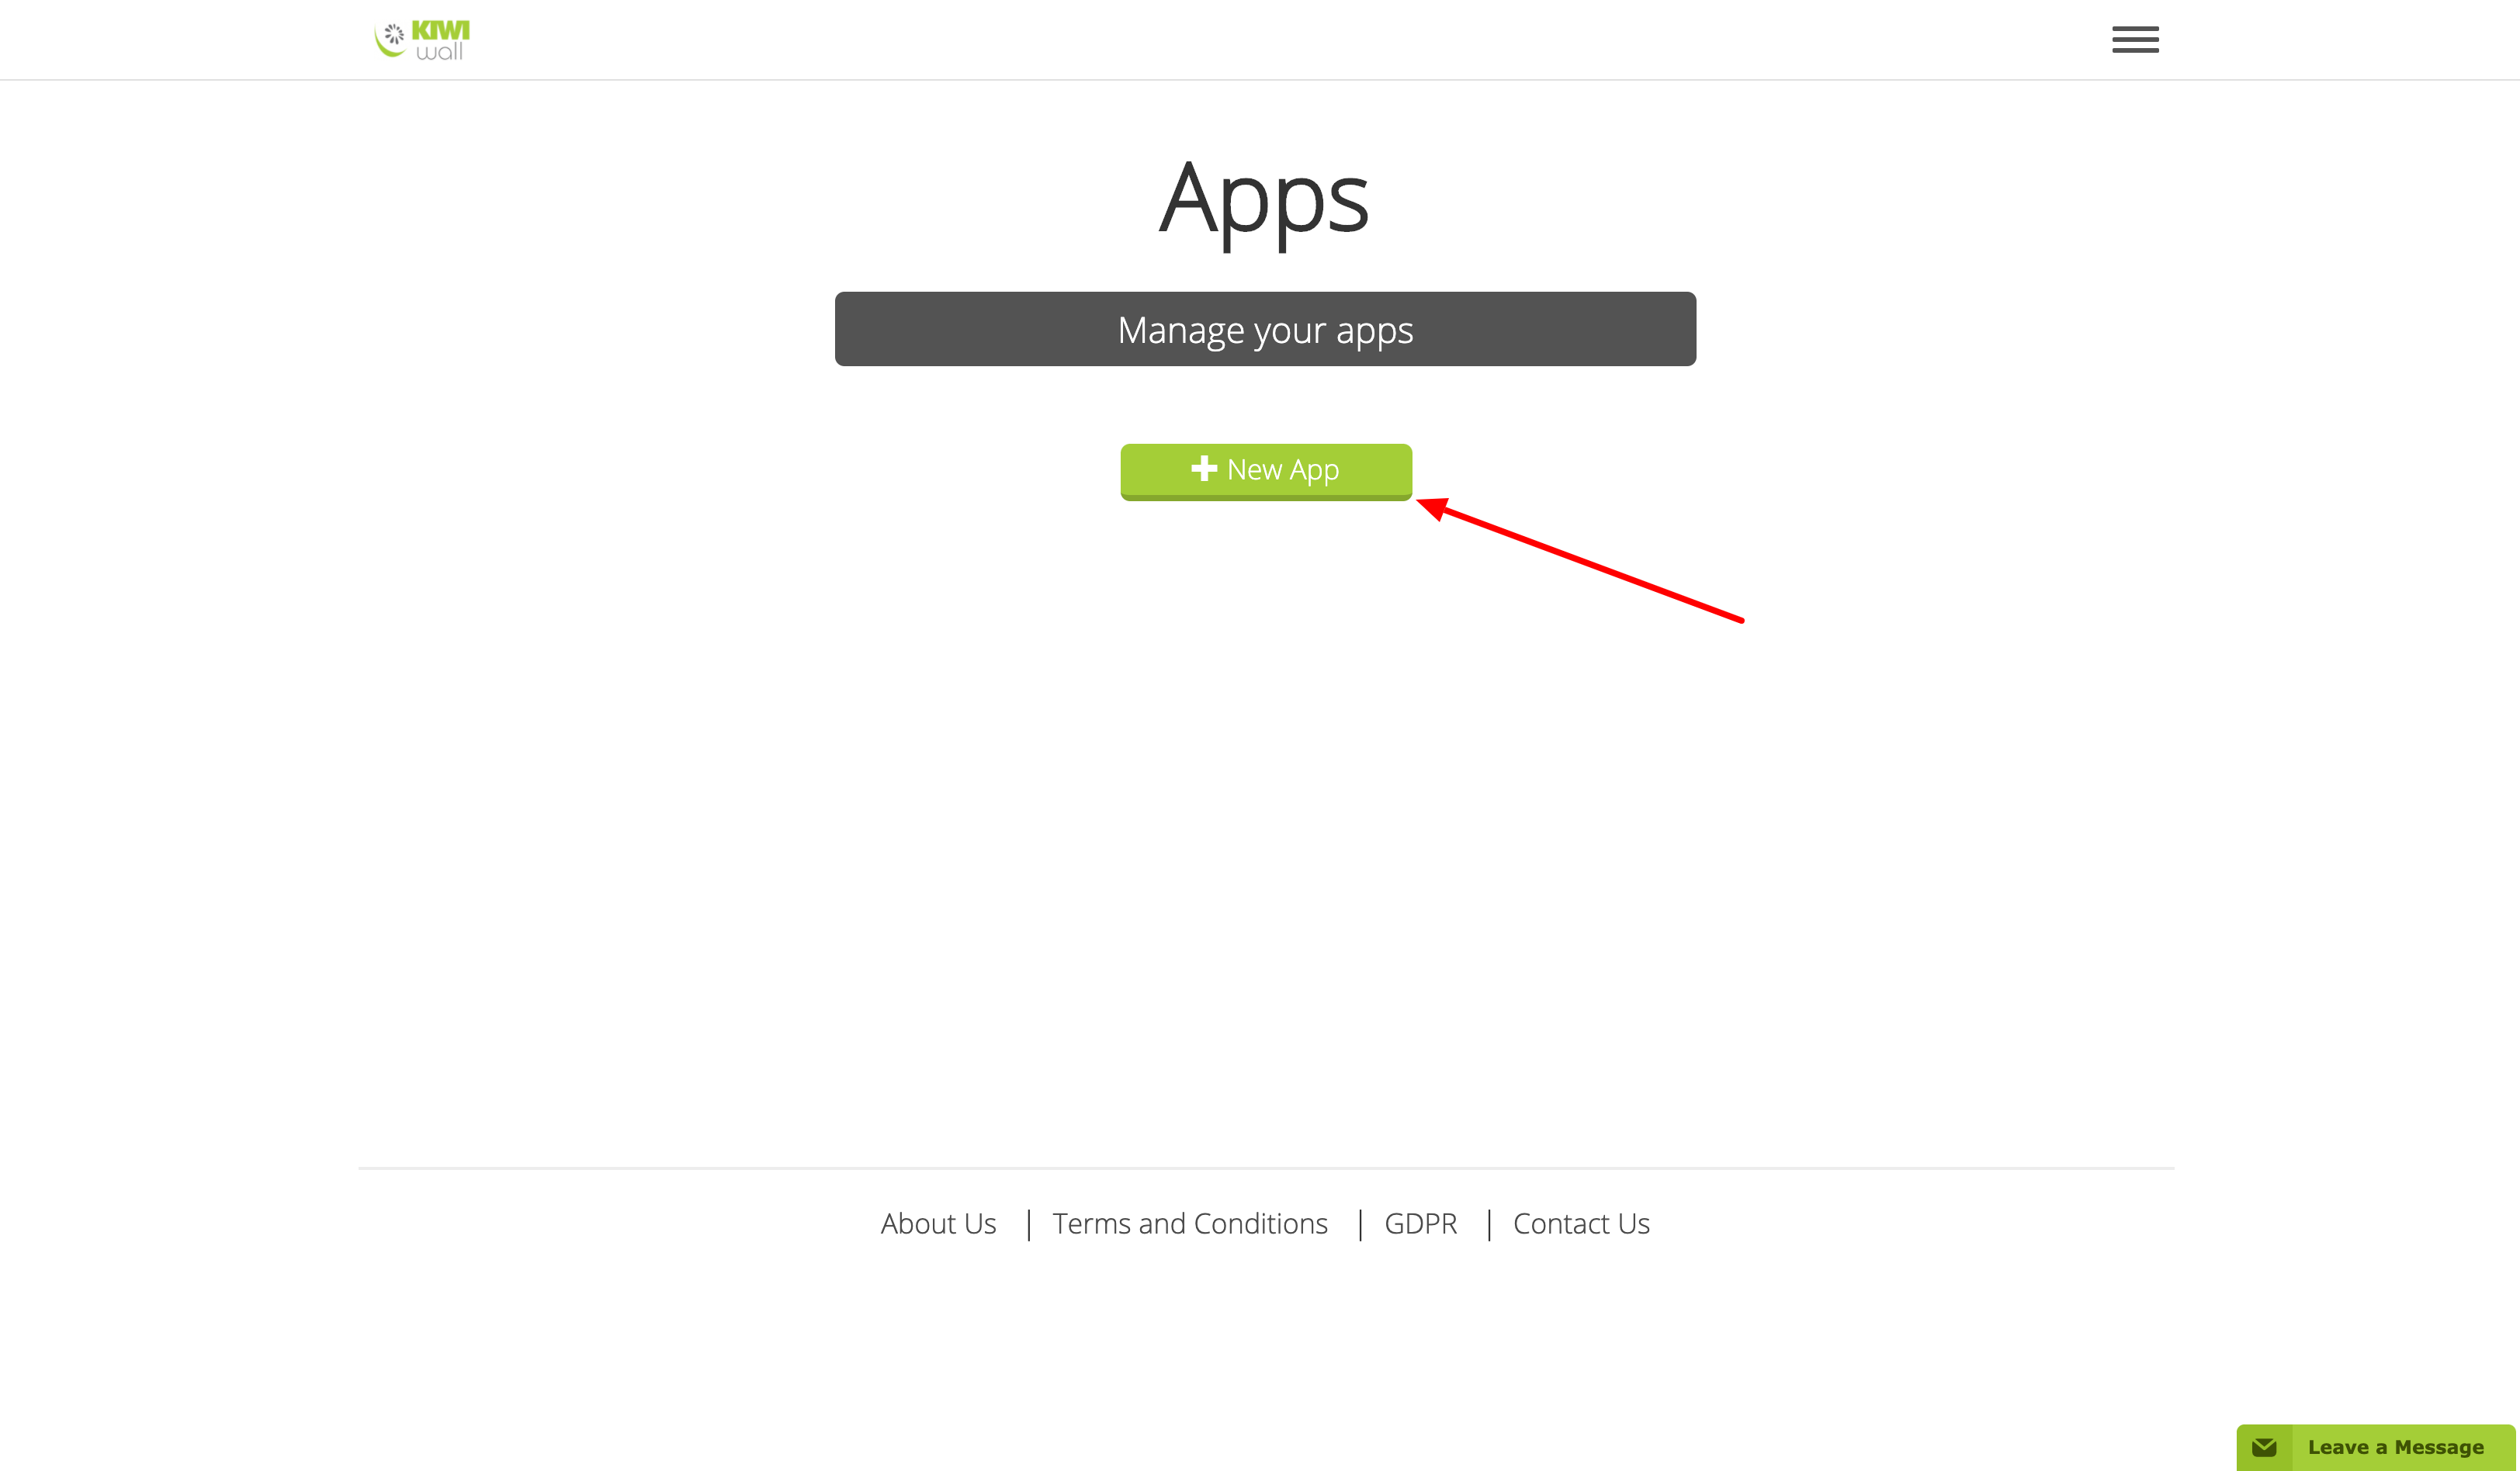 KIWI
wall
Apps
Manage your apps
New App
About Us | Terms and Conditions | GDPR | Contact Us
Leave a Message